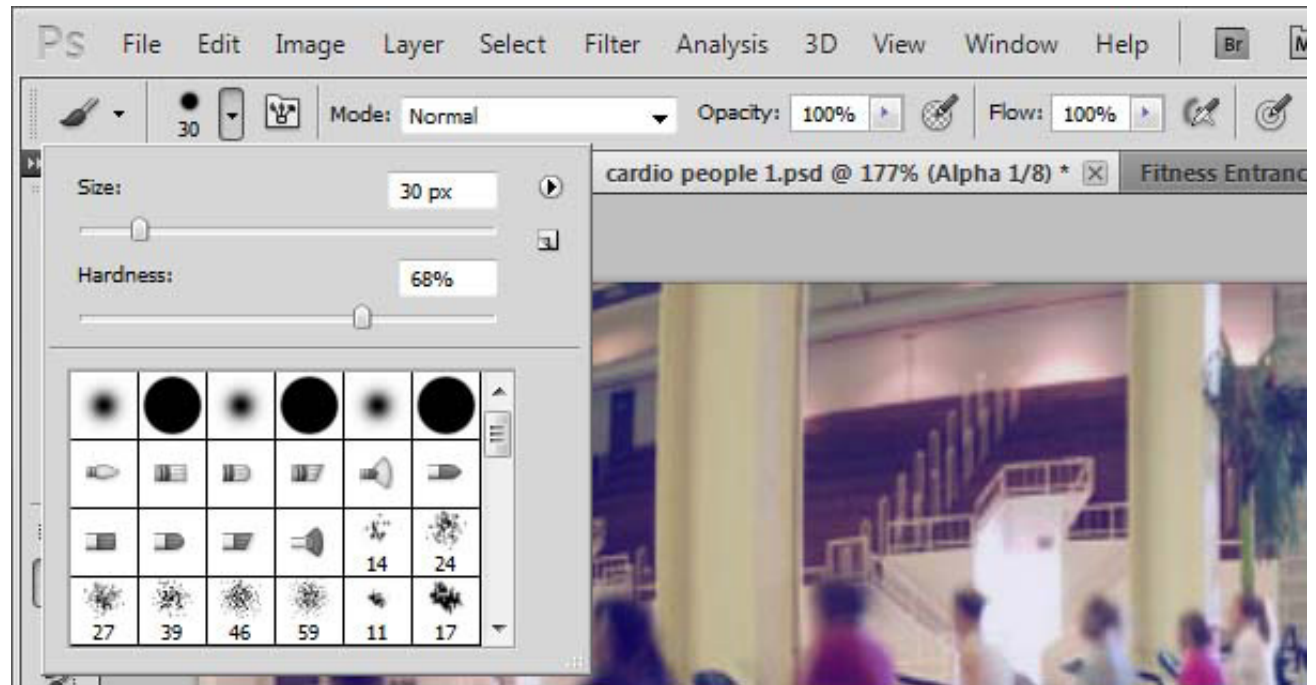 Ps File Edit Image Layer Select Filter Analysis 3D View Window Help Br
30 Mode: Normal Opacity: 100% Flow: 100%
cardio people 1.psd @ 177% (Alpha 1/8) * Fitness Entranc
Size: 30 px
Hardness: 68%
14 24
27 39 46 59 11 17